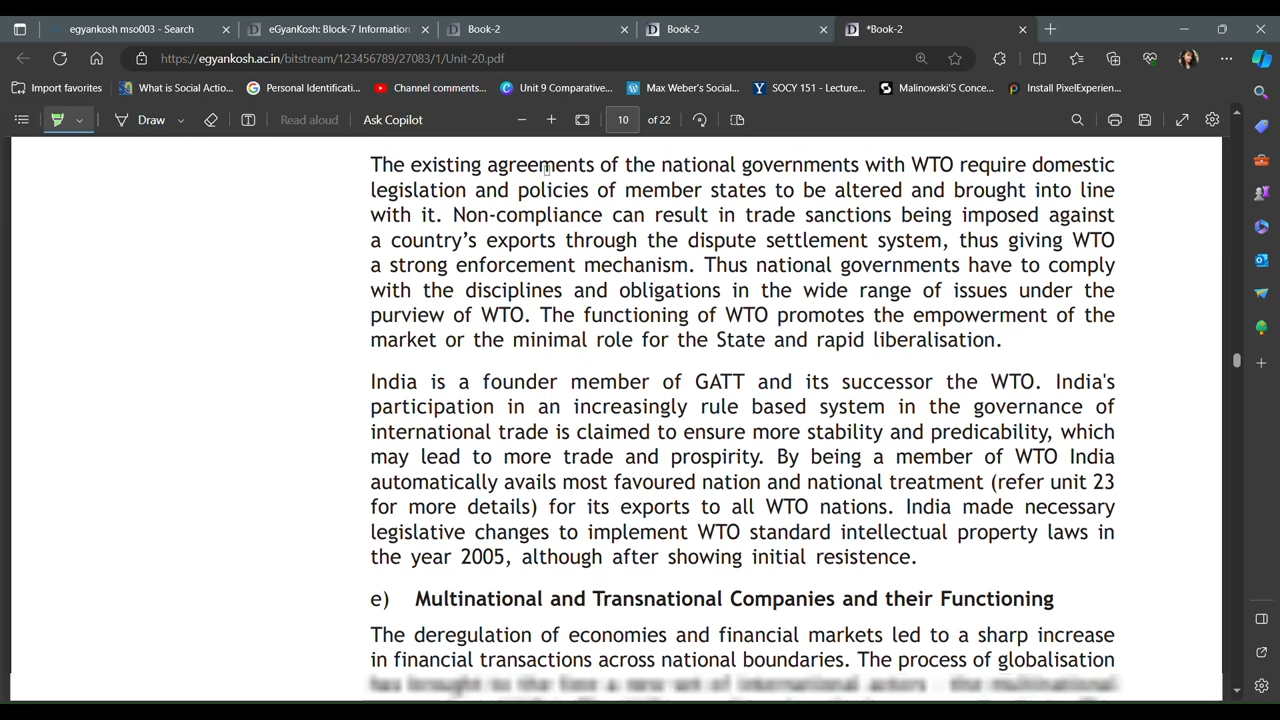 egyankosh mso003 - Search
eGyanKosh: Block-7 Information
Book-2
Book-2
*Book-2
https://egyankosh.ac.in/bitstream/123456789/27083/1/Unit-20.pdf
Import favorites
What is Social Actio...
Personal Identificati...
Channel comments...
Unit 9 Comparative...
Max Weber's Social...
SOCY 151 - Lecture...
Malinowski'S Conce...
Install PixelExperien...
Draw
Read aloud
Ask Copilot
10 of 22
The existing agreements of the national governments with WTO require domestic
legislation and policies of member states to be altered and brought into line
with it. Non-compliance can result in trade sanctions being imposed against
a country’s exports through the dispute settlement system, thus giving WTO
a strong enforcement mechanism. Thus national governments have to comply
with the disciplines and obligations in the wide range of issues under the
purview of WTO. The functioning of WTO promotes the empowerment of the
market or the minimal role for the State and rapid liberalisation.
India is a founder member of GATT and its successor the WTO. India's
participation in an increasingly rule based system in the governance of
international trade is claimed to ensure more stability and predicability, which
may lead to more trade and prospirity. By being a member of WTO India
automatically avails most favoured nation and national treatment (refer unit 23
for more details) for its exports to all WTO nations. India made necessary
legislative changes to implement WTO standard intellectual property laws in
the year 2005, although after showing initial resistence.
e) Multinational and Transnational Companies and their Functioning
The deregulation of economies and financial markets led to a sharp increase
in financial transactions across national boundaries. The process of globalisation